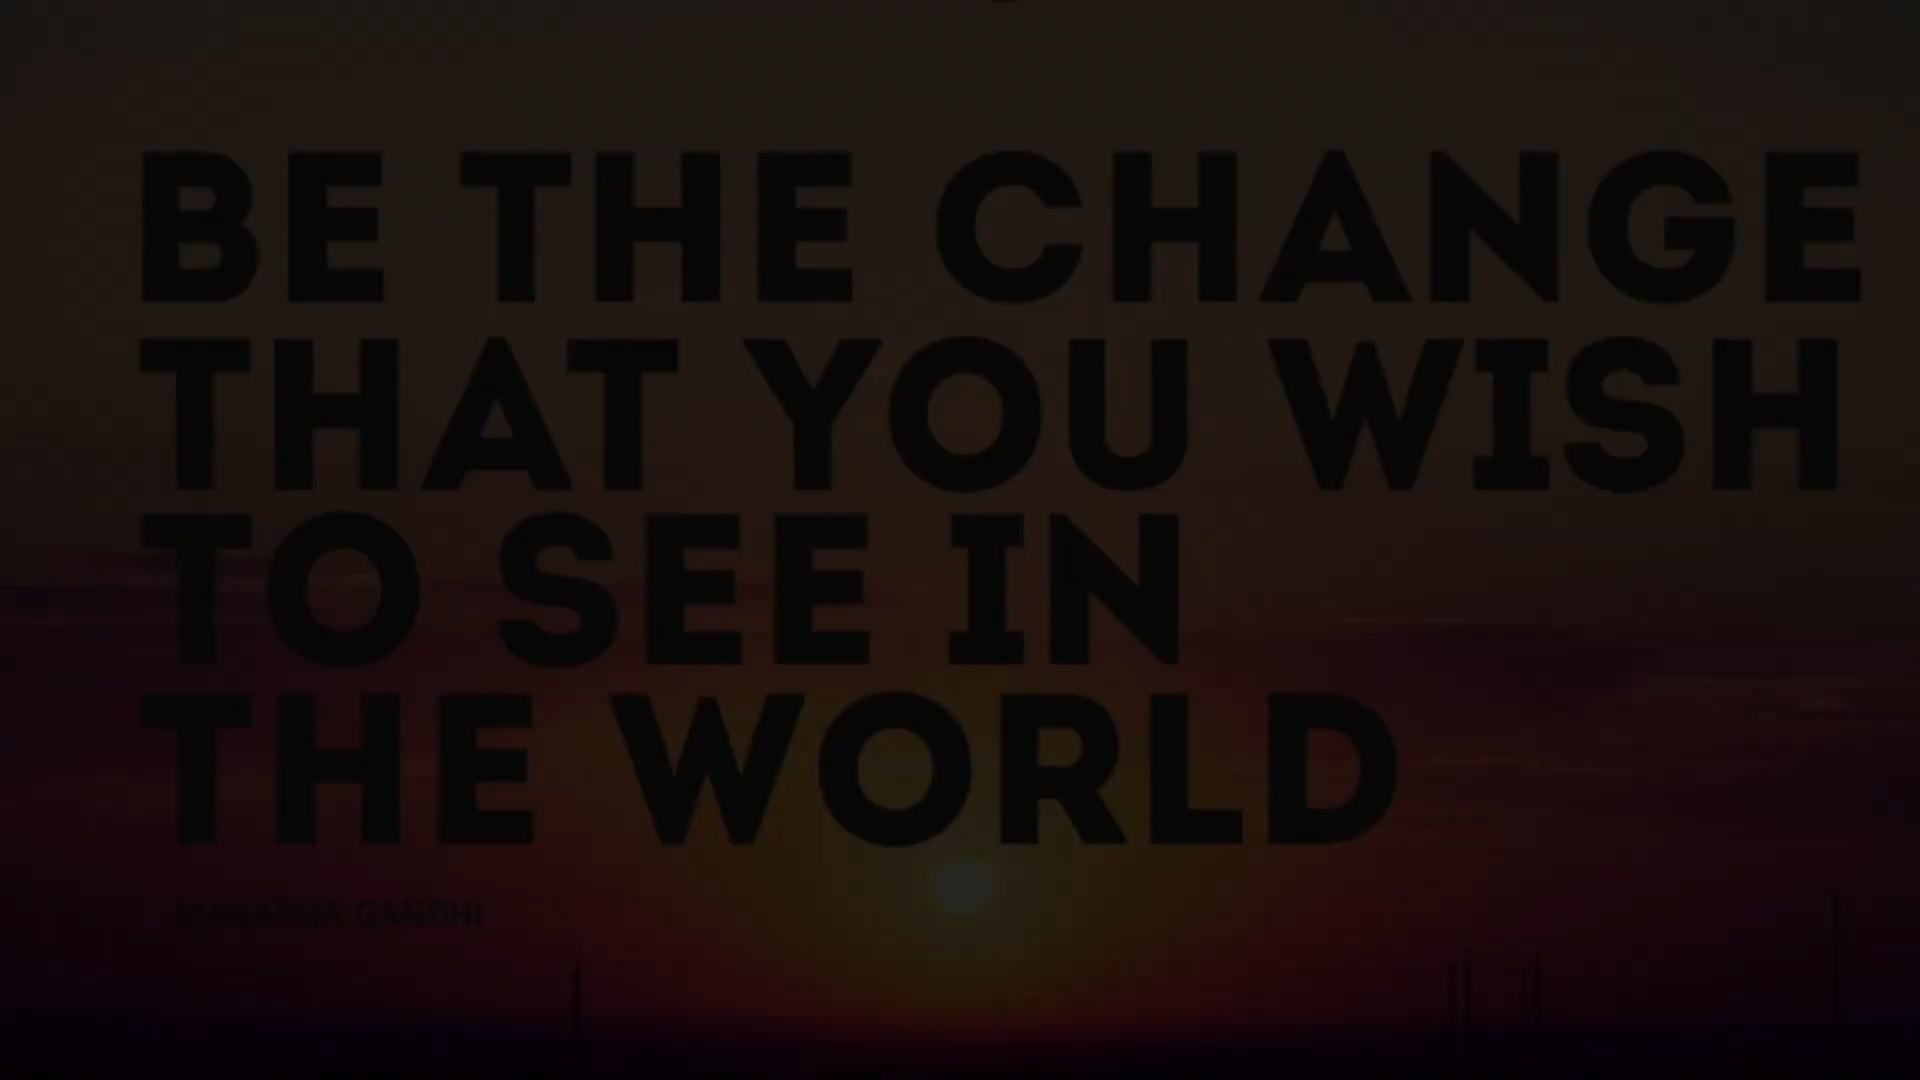 BE THE CHANGE
THAT YOU WISH
TO SEE IN
THE WORLD
MAHATMA GANDHI